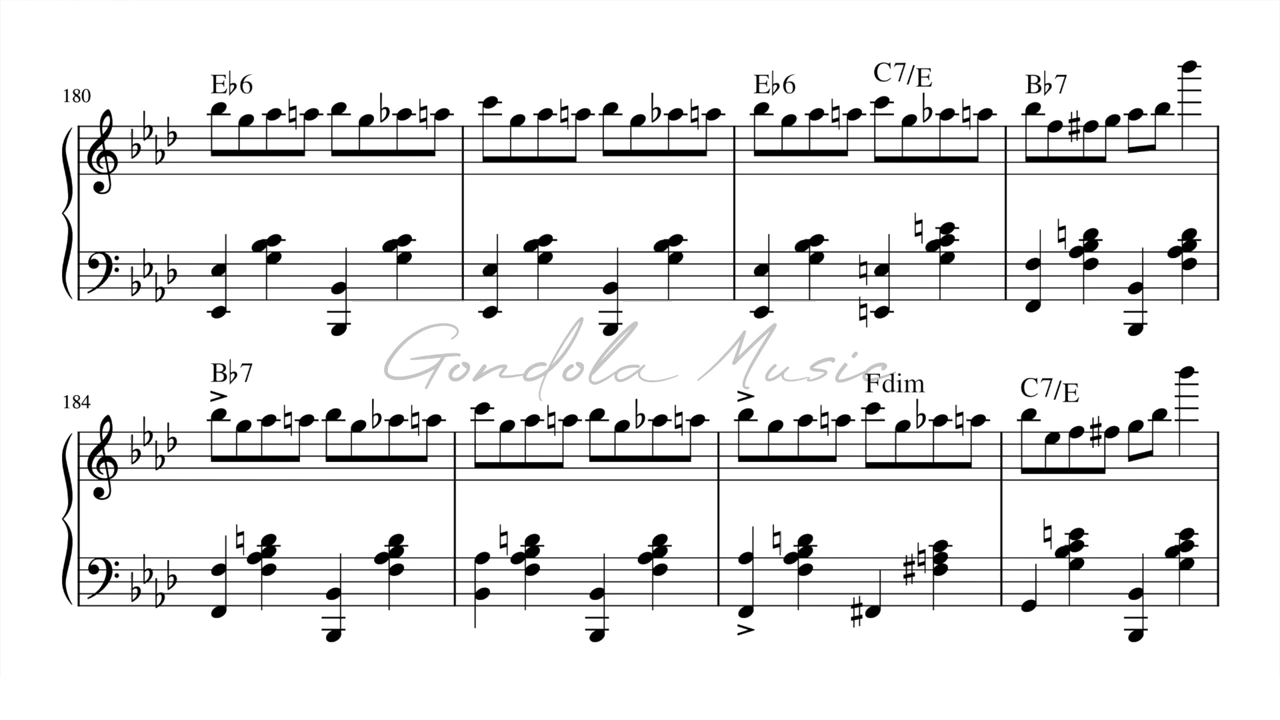 180
E♭6 E♭6 C7/E B♭7
Gondola Music
184
B♭7 Fdim C7/E